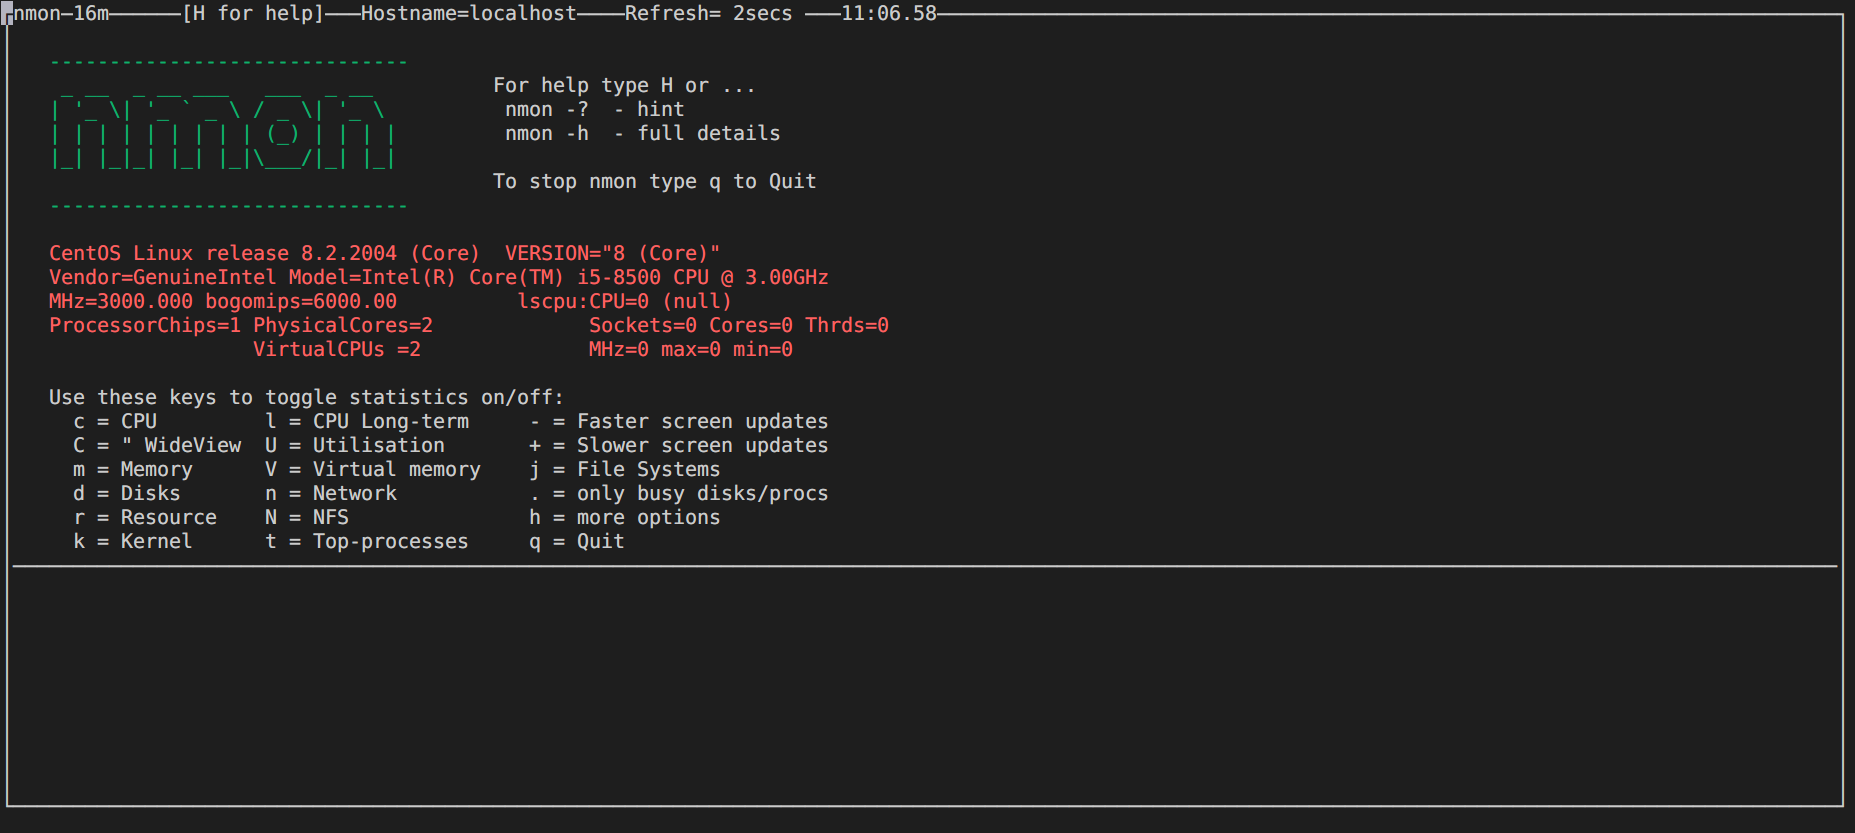 nmon─16m──────[H for help]───Hostname=localhost────Refresh= 2secs ───11:06.58
------------------------------
 _ __  _ __ ___   ___  _ __     For help type H or ...
| '_ \| '_ ` _ \ / _ \| '_ \     nmon -?  - hint
| | | | | | | | | (_) | | | |    nmon -h  - full details
|_| |_|_| |_| |_|\___/|_| |_|
To stop nmon type q to Quit
------------------------------
CentOS Linux release 8.2.2004 (Core)  VERSION="8 (Core)"
Vendor=GenuineIntel Model=Intel(R) Core(TM) i5-8500 CPU @ 3.00GHz
MHz=3000.000 bogomips=6000.00          lscpu:CPU=0 (null)
ProcessorChips=1 PhysicalCores=2             Sockets=0 Cores=0 Thrds=0
                 VirtualCPUs =2              MHz=0 max=0 min=0
Use these keys to toggle statistics on/off:
  c = CPU         l = CPU Long-term     - = Faster screen updates
  C = " WideView  U = Utilisation       + = Slower screen updates
  m = Memory      V = Virtual memory    j = File Systems
  d = Disks       n = Network           . = only busy disks/procs
  r = Resource    N = NFS               h = more options
  k = Kernel      t = Top-processes     q = Quit